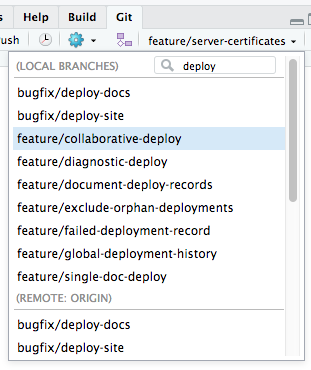 Help Build Git
feature/server-certificates
(LOCAL BRANCHES) deploy
bugfix/deploy-docs
bugfix/deploy-site
feature/collaborative-deploy
feature/diagnostic-deploy
feature/document-deploy-records
feature/exclude-orphan-deployments
feature/failed-deployment-record
feature/global-deployment-history
feature/single-doc-deploy
(REMOTE: ORIGIN)
bugfix/deploy-docs
bugfix/deploy-site